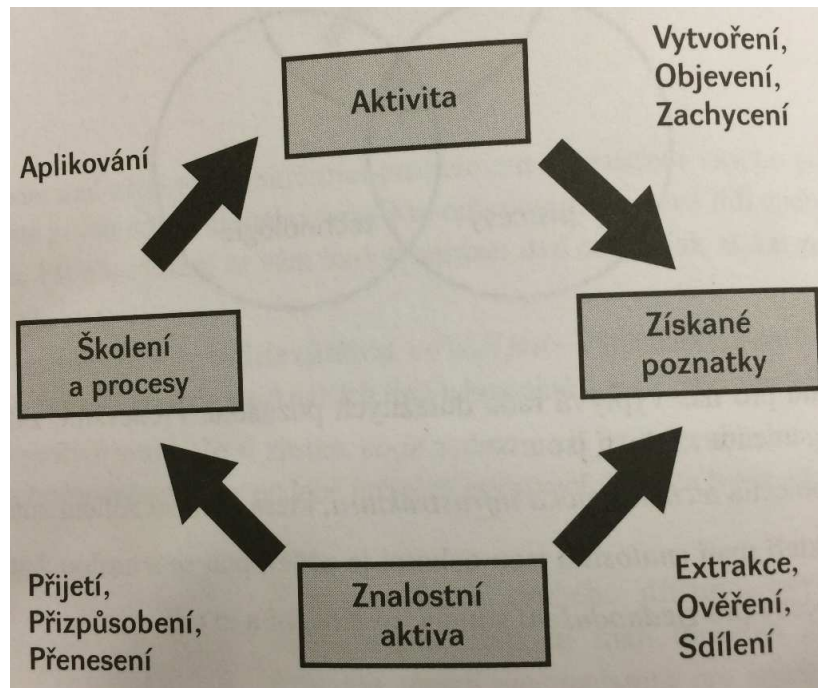 Aktivita
Vytvoření,
Objevení,
Zachycení
Aplikování
Školení
a procesy
Získané
poznatky
Přijetí,
Přizpůsobení,
Přenesení
Znalostní
aktiva
Extrakce,
Ověření,
Sdílení